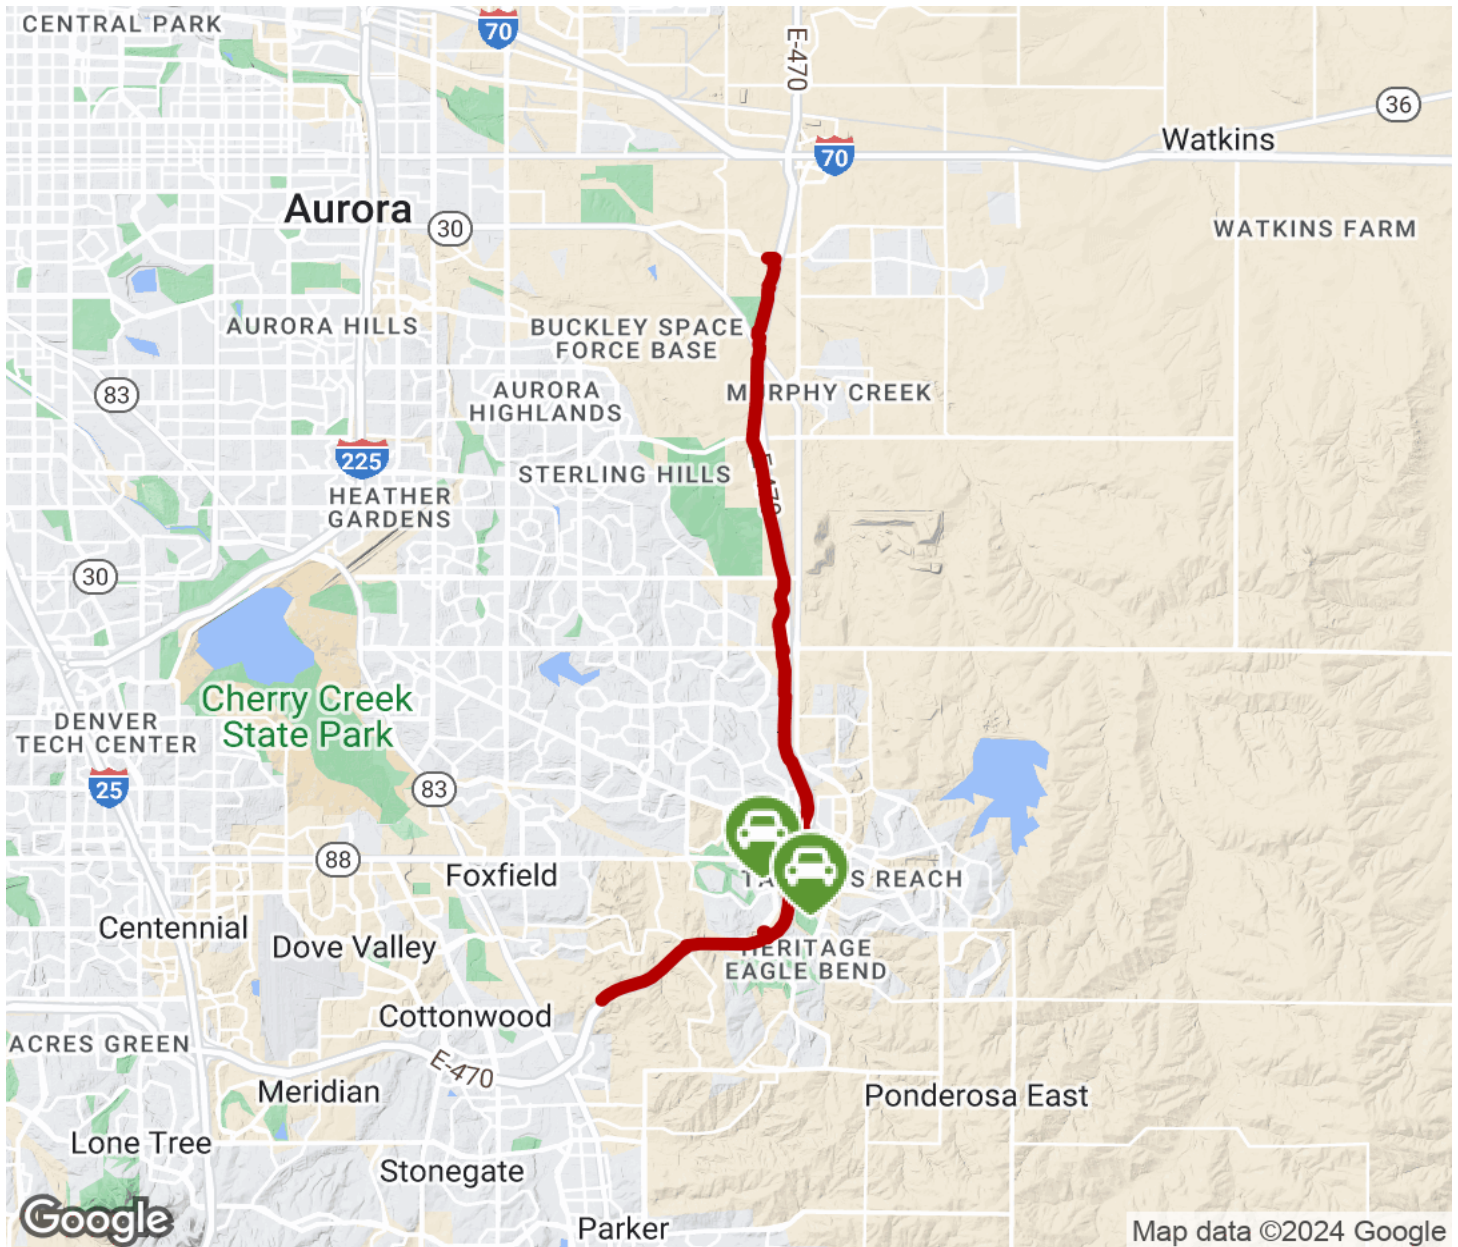 CENTRAL PARK
70
E-470
36
Watkins
70
Aurora
30
WATKINS FARM
AURORA HILLS
BUCKLEY SPACE
FORCE BASE
83
AURORA
HIGHLANDS
MURPHY CREEK
225
STERLING HILLS
HEATHER
GARDENS
E-470
30
Cherry Creek
State Park
DENVER
TECH CENTER
25
83
88
Foxfield
S REACH
Centennial
Dove Valley
HERITAGE
EAGLE BEND
Cottonwood
ACRES GREEN
E-470
Meridian
Ponderosa East
Lone Tree
Stonegate
Google
Parker
Map data ©2024 Google